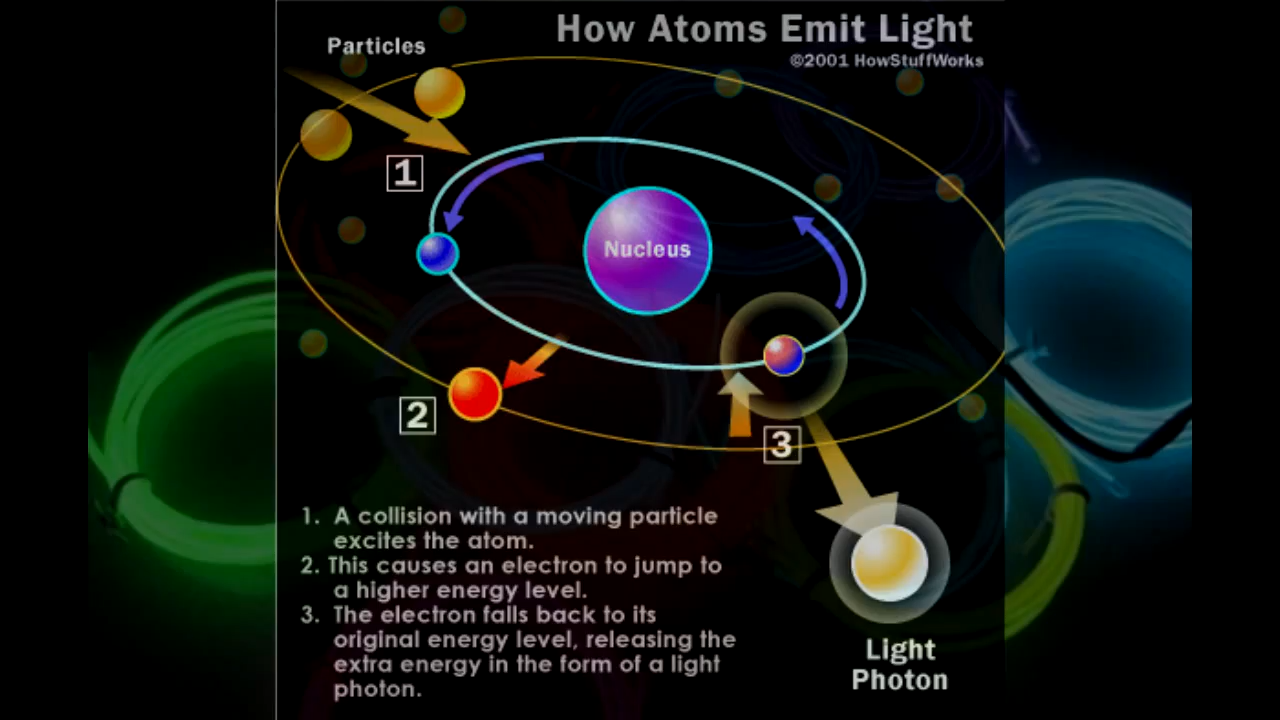 How Atoms Emit Light
©2001 HowStuffWorks
Particles
1
Nucleus
2
3
1. A collision with a moving particle
excites the atom.
2. This causes an electron to jump to
a higher energy level.
3. The electron falls back to its
original energy level, releasing the
extra energy in the form of a light
photon.
Light
Photon